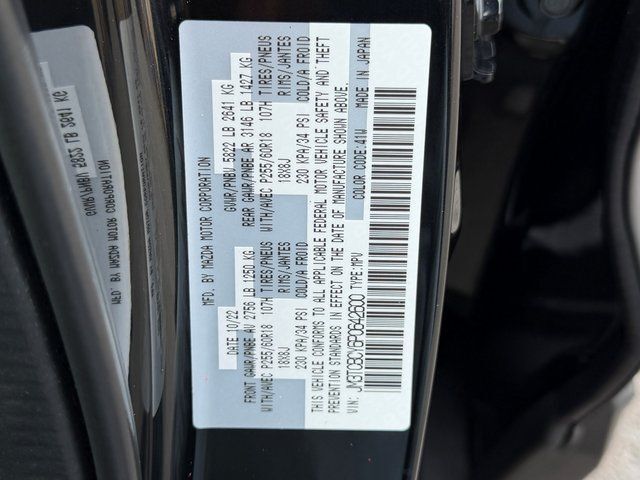 MFD. BY MAZDA MOTOR CORPORATION
DATE 10/22 GVWR/PNBV 5822 LB 2641 KG
FRONT GAWR/PNBE AV 2756 LB 1250 KG REAR GAWR/PNBE AR 3146 LB 1427 KG
WITH/AVEC P255/60R18 107H TIRES/PNEUS WITH/AVEC P255/60R18 107H TIRES/PNEUS
18X8J RIMS/JANTES 18X8J RIMS/JANTES
230 KPA/34 PSI COLD/A FROID 230 KPA/34 PSI COLD/A FROID
THIS VEHICLE CONFORMS TO ALL APPLICABLE FEDERAL MOTOR VEHICLE SAFETY AND THEFT
PREVENTION STANDARDS IN EFFECT ON THE DATE OF MANUFACTURE SHOWN ABOVE.
VIN: JM3TCBCY6P0642600 TYPE:MPV
COLOR CODE:41W MADE IN JAPAN